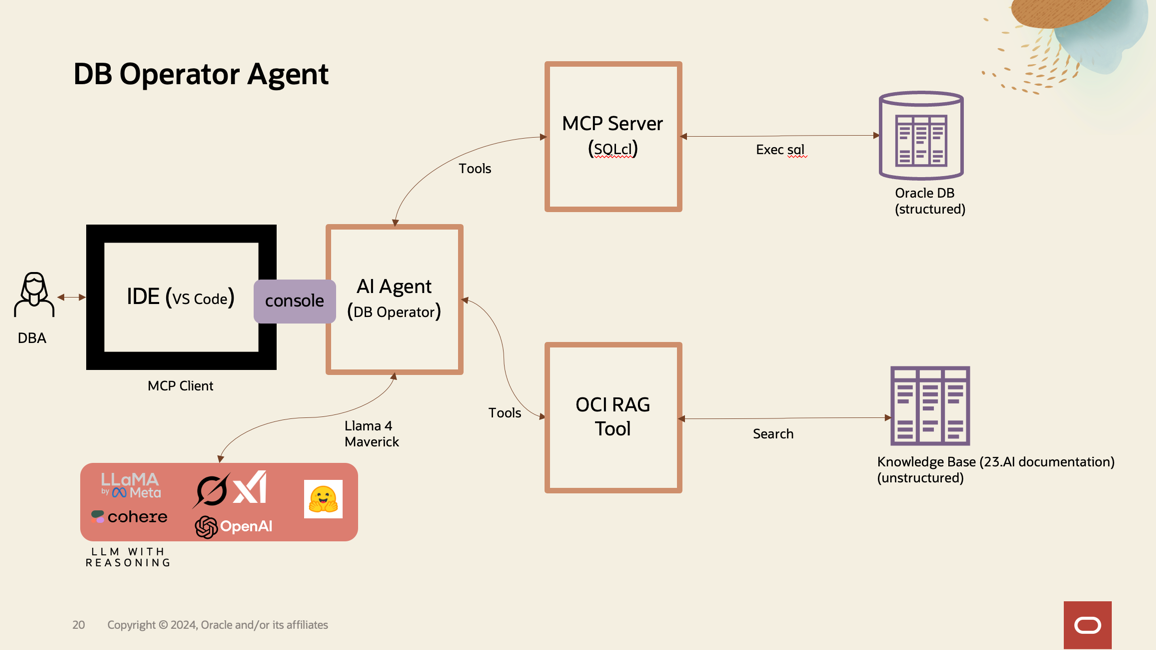 DB Operator Agent
MCP Server
(SQLcl)
Exec sql
Oracle DB
(structured)
Tools
IDE (VS Code)
console
AI Agent
(DB Operator)
DBA
MCP Client
Tools
OCI RAG
Tool
Search
Knowledge Base (23.AI documentation)
(unstructured)
Llama 4
Maverick
LLaMA
by Meta
cohere
xI
OpenAI
LLM WITH
REASONING
20 Copyright © 2024, Oracle and/or its affiliates